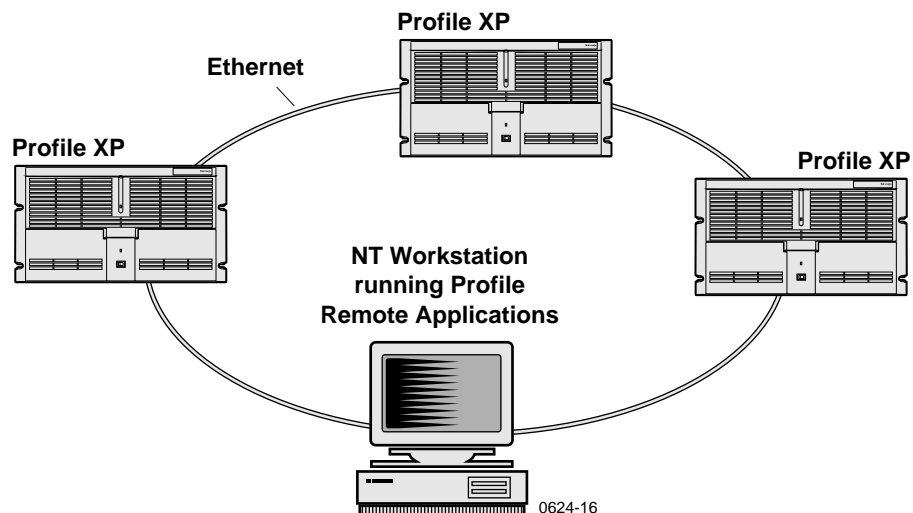 Profile XP
Ethernet
Profile XP
Profile XP
NT Workstation
running Profile
Remote Applications
0624-16